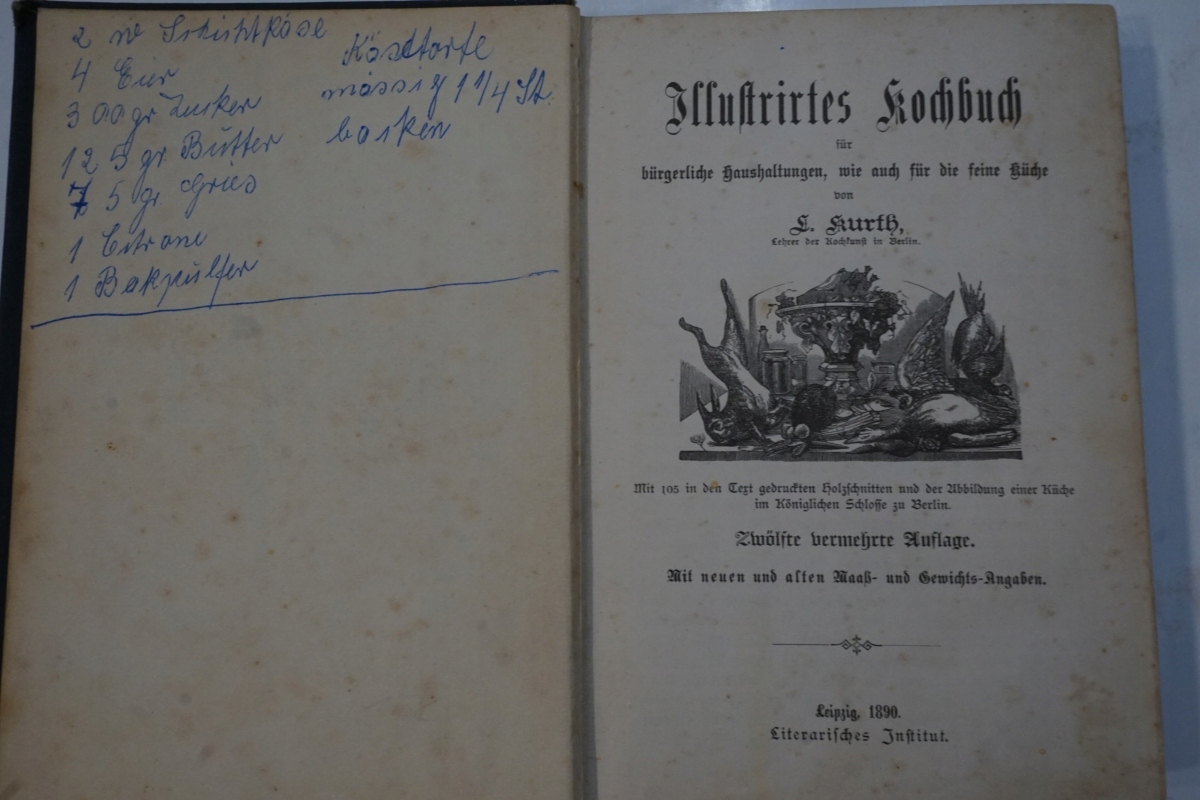 2 Schichtkäse
4 Eier
300 gr Zucker
125 gr Butter
75 gr. Gries
1 Citrone
1 Bakpulfer
Käsetorte
mässig 1 1/4 St.
backen
Illustrirtes Kochbuch
für
bürgerliche Haushaltungen, wie auch für die feine Küche
von
L. Kurth,
Lehrer der Kochkunst in Berlin.
Mit 105 in den Text gedruckten Holzschnitten und der Abbildung einer Küche
im Königlichen Schlosse zu Berlin.
Zwölfte vermehrte Auflage.
Mit neuen und alten Maaß- und Gewichts-Angaben.
Leipzig, 1890.
Literarisches Institut.